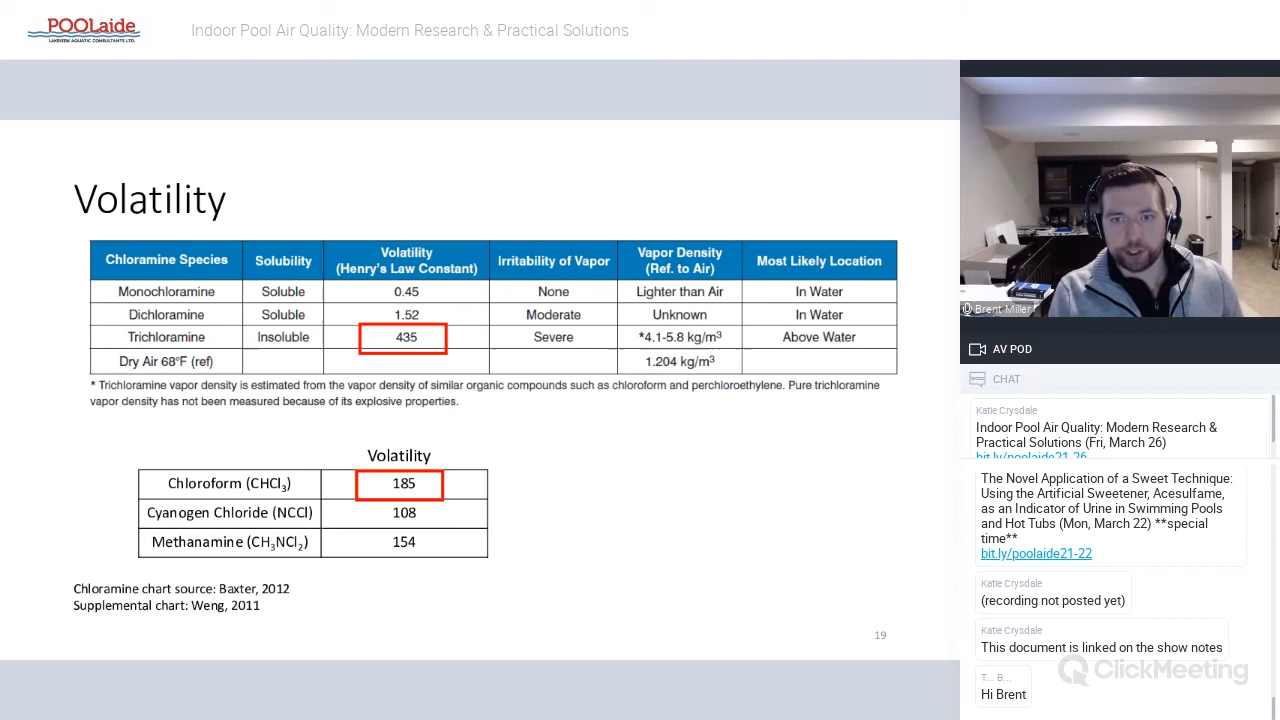 POOLaide
LAKEVIEW AQUATIC CONSULTANTS LTD.
Indoor Pool Air Quality: Modern Research & Practical Solutions
Volatility
Chloramine Species Solubility Volatility (Henry's Law Constant) Irritability of Vapor Vapor Density (Ref. to Air) Most Likely Location
Monochloramine Soluble 0.45 None Lighter than Air In Water
Dichloramine Soluble 1.52 Moderate Unknown In Water
Trichloramine Insoluble 435 Severe *4.1-5.8 kg/m³ Above Water
Dry Air 68°F (ref) 1.204 kg/m³
* Trichloramine vapor density is estimated from the vapor density of similar organic compounds such as chloroform and perchloroethylene. Pure trichloramine
vapor density has not been measured because of its explosive properties.
Volatility
Chloroform (CHCl₃) 185
Cyanogen Chloride (NCCl) 108
Methanamine (CH₃NCl₂) 154
Chloramine chart source: Baxter, 2012
Supplemental chart: Weng, 2011
19
Brent Miller
AV POD
CHAT
Katie Crysdale
Indoor Pool Air Quality: Modern Research &
Practical Solutions (Fri, March 26)
bit.ly/poolaide21-26
The Novel Application of a Sweet Technique:
Using the Artificial Sweetener, Acesulfame,
as an Indicator of Urine in Swimming Pools
and Hot Tubs (Mon, March 22) **special
time**
bit.ly/poolaide21-22
Katie Crysdale
(recording not posted yet)
Katie Crysdale
This document is linked on the show notes
ClickMeeting
T... B...
Hi Brent